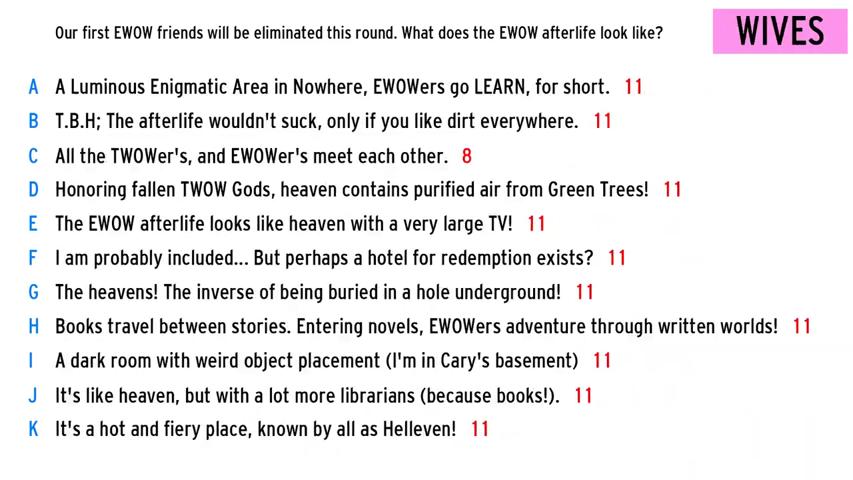 Our first EWOW friends will be eliminated this round. What does the EWOW afterlife look like?
WIVES
A A Luminous Enigmatic Area in Nowhere, EWOWers go LEARN, for short. 11
B T.B.H; The afterlife wouldn't suck, only if you like dirt everywhere. 11
C All the TWOWer's, and EWOWer's meet each other. 8
D Honoring fallen TWOW Gods, heaven contains purified air from Green Trees! 11
E The EWOW afterlife looks like heaven with a very large TV! 11
F I am probably included... But perhaps a hotel for redemption exists? 11
G The heavens! The inverse of being buried in a hole underground! 11
H Books travel between stories. Entering novels, EWOWers adventure through written worlds! 11
I A dark room with weird object placement (I'm in Cary's basement) 11
J It's like heaven, but with a lot more librarians (because books!). 11
K It's a hot and fiery place, known by all as Helleven! 11